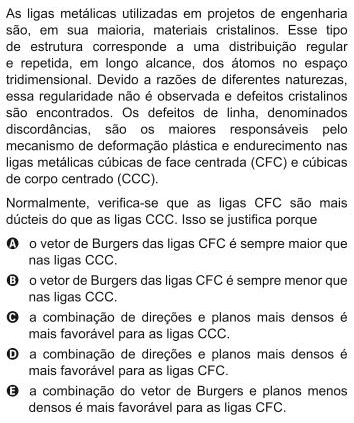 As ligas metálicas utilizadas em projetos de engenharia
são, em sua maioria, materiais cristalinos. Esse tipo
de estrutura corresponde a uma distribuição regular
e repetida, em longo alcance, dos átomos no espaço
tridimensional. Devido a razões de diferentes naturezas,
essa regularidade não é observada e defeitos cristalinos
são encontrados. Os defeitos de linha, denominados
discordâncias, são os maiores responsáveis pelo
mecanismo de deformação plástica e endurecimento nas
ligas metálicas cúbicas de face centrada (CFC) e cúbicas
de corpo centrado (CCC).
Normalmente, verifica-se que as ligas CFC são mais
dúcteis do que as ligas CCC. Isso se justifica porque
A o vetor de Burgers das ligas CFC é sempre maior que
nas ligas CCC.
B o vetor de Burgers das ligas CFC é sempre menor que
nas ligas CCC.
C a combinação de direções e planos mais densos é
mais favorável para as ligas CCC.
D a combinação de direções e planos mais densos é
mais favorável para as ligas CFC.
E a combinação do vetor de Burgers e planos menos
densos é mais favorável para as ligas CFC.